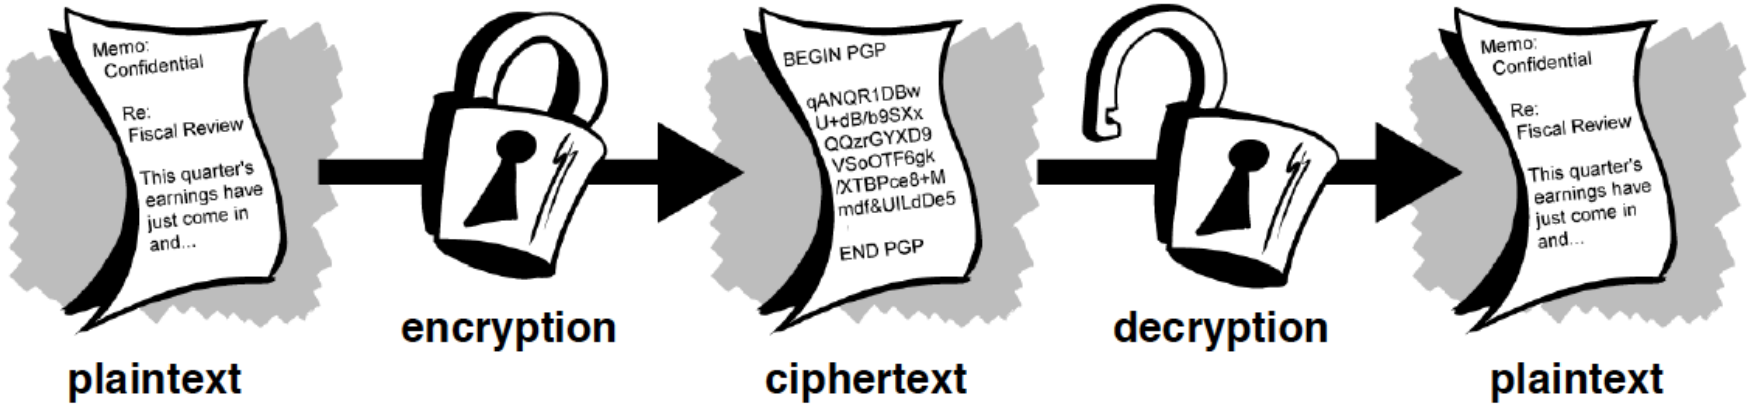 Memo:
Confidential
Re:
Fiscal Review
This quarter's
earnings have
just come in
and...
plaintext
encryption
BEGIN PGP
qANQR1DBw
U+dB/b9SXx
QQzrGYXD9
VSoOTF6gk
/XTBPce8+M
mdf&UILdDe5
END PGP
ciphertext
decryption
Memo:
Confidential
Re:
Fiscal Review
This quarter's
earnings have
just come in
and...
plaintext